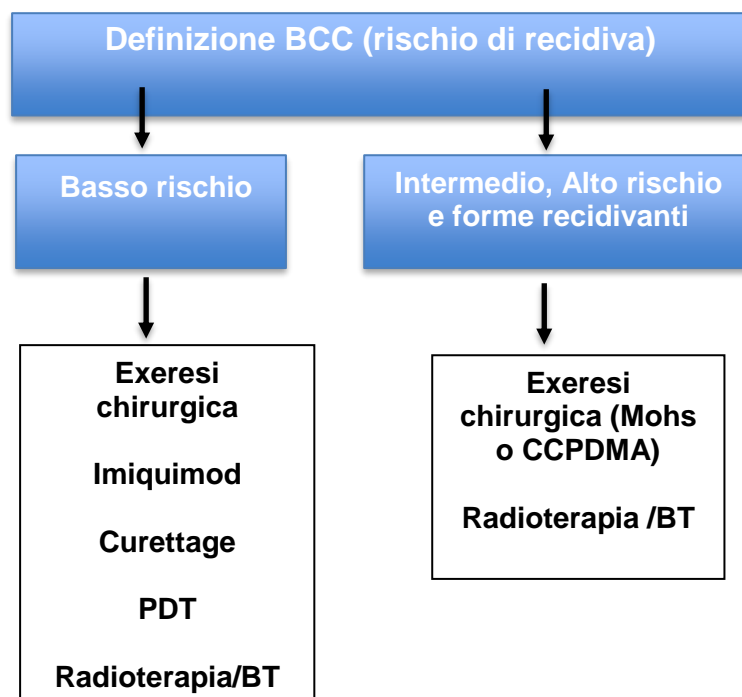 Definizione BCC (rischio di recidiva)
Basso rischio
Intermedio, Alto rischio
e forme recidivanti
Exeresi
chirurgica
Imiquimod
Curettage
PDT
Radioterapia/BT
Exeresi
chirurgica (Mohs
o CCPDMA)
Radioterapia /BT